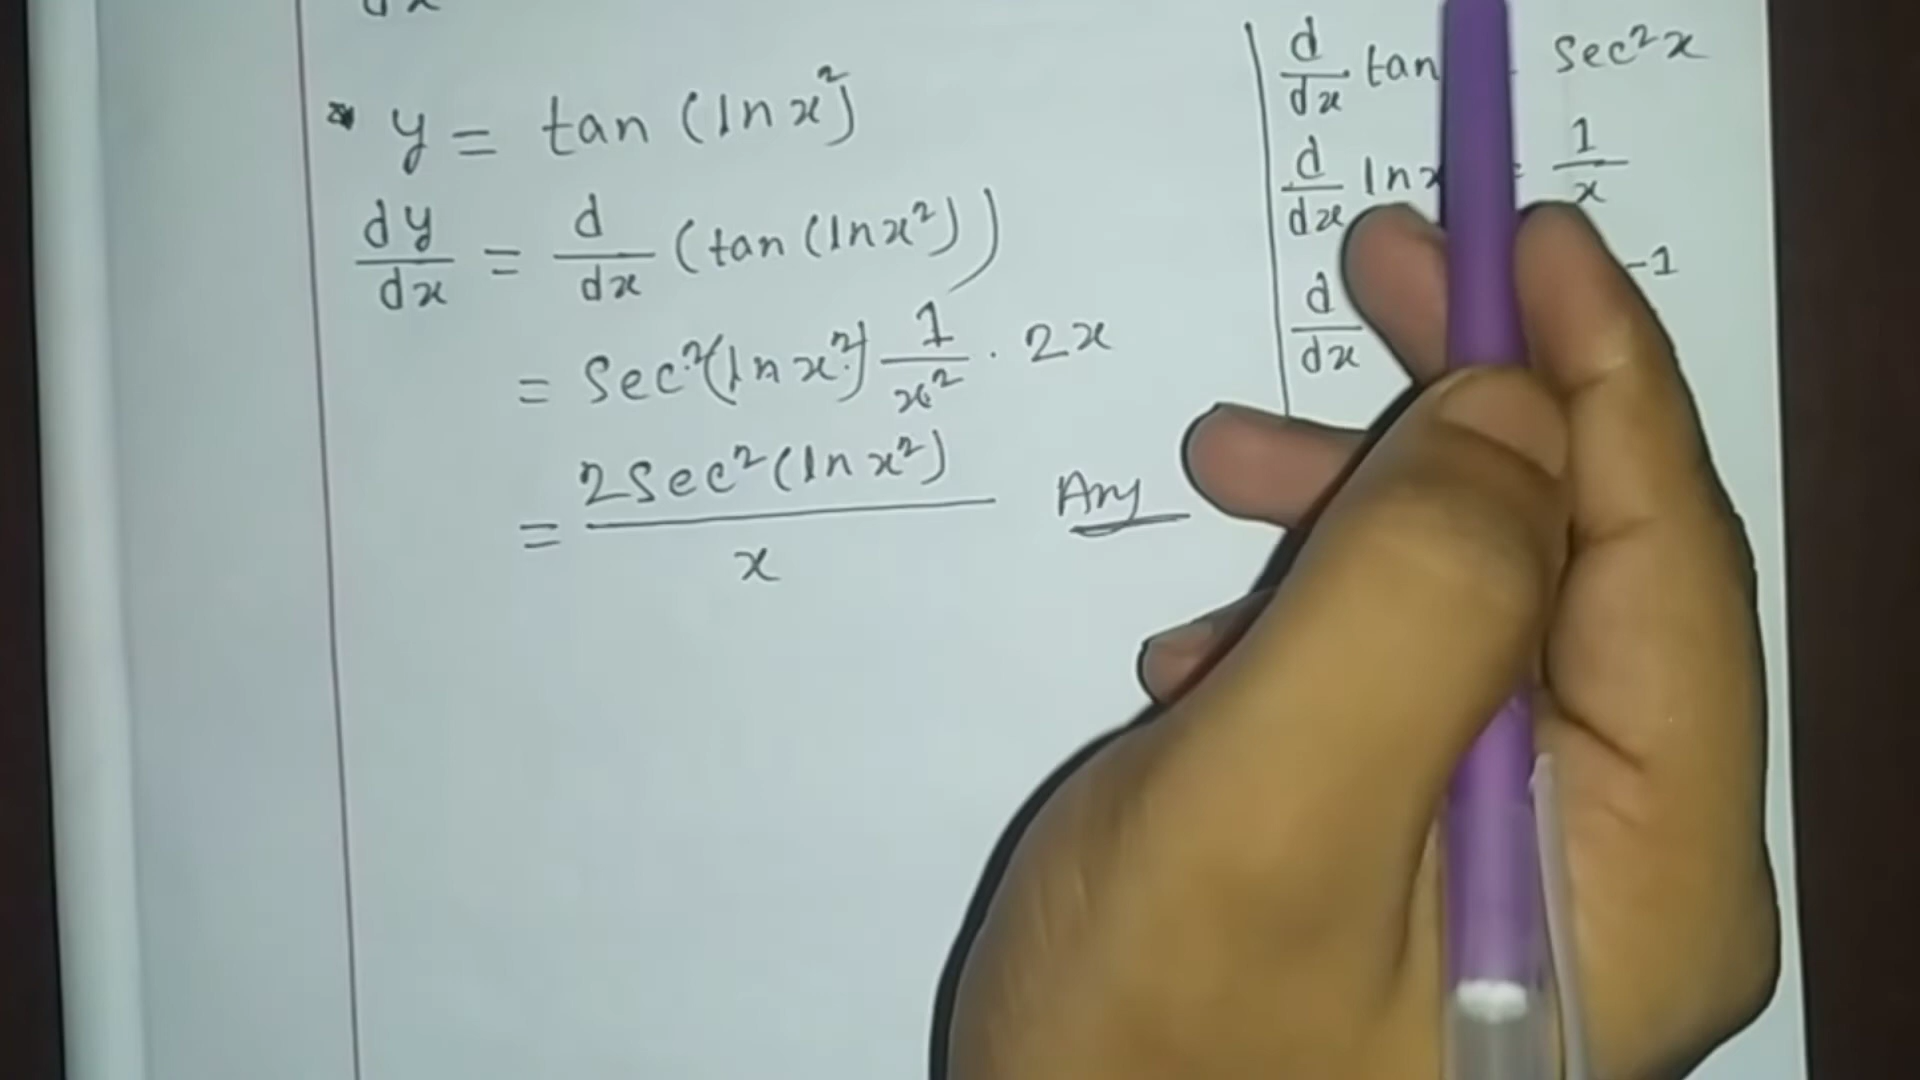 y = tan (ln x²)
dy/dx = d/dx (tan (ln x²))
= Sec²(ln x²) 1/x² · 2x
= 2Sec² (ln x²)/x Ans
d/dx tan Sec²x
d/dx ln x = 1/x
d/dx -1